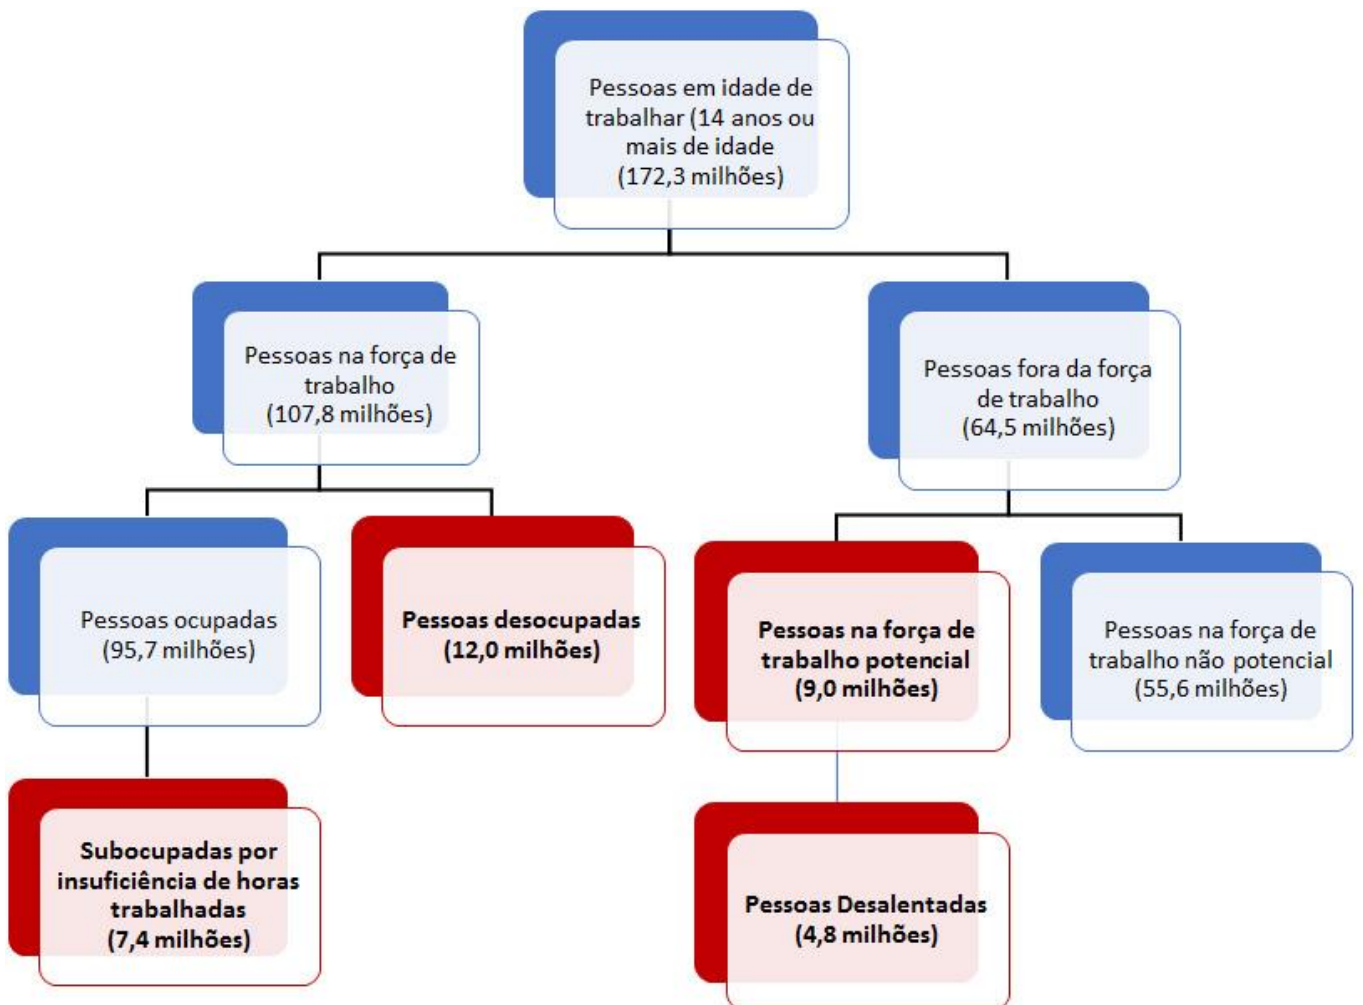 Pessoas em idade de
trabalhar (14 anos ou
mais de idade
(172,3 milhões)
Pessoas na força de
trabalho
(107,8 milhões)
Pessoas fora da força
de trabalho
(64,5 milhões)
Pessoas ocupadas
(95,7 milhões)
Pessoas desocupadas
(12,0 milhões)
Pessoas na força de
trabalho potencial
(9,0 milhões)
Pessoas na força de
trabalho não potencial
(55,6 milhões)
Subocupadas por
insuficiência de horas
trabalhadas
(7,4 milhões)
Pessoas Desalentadas
(4,8 milhões)